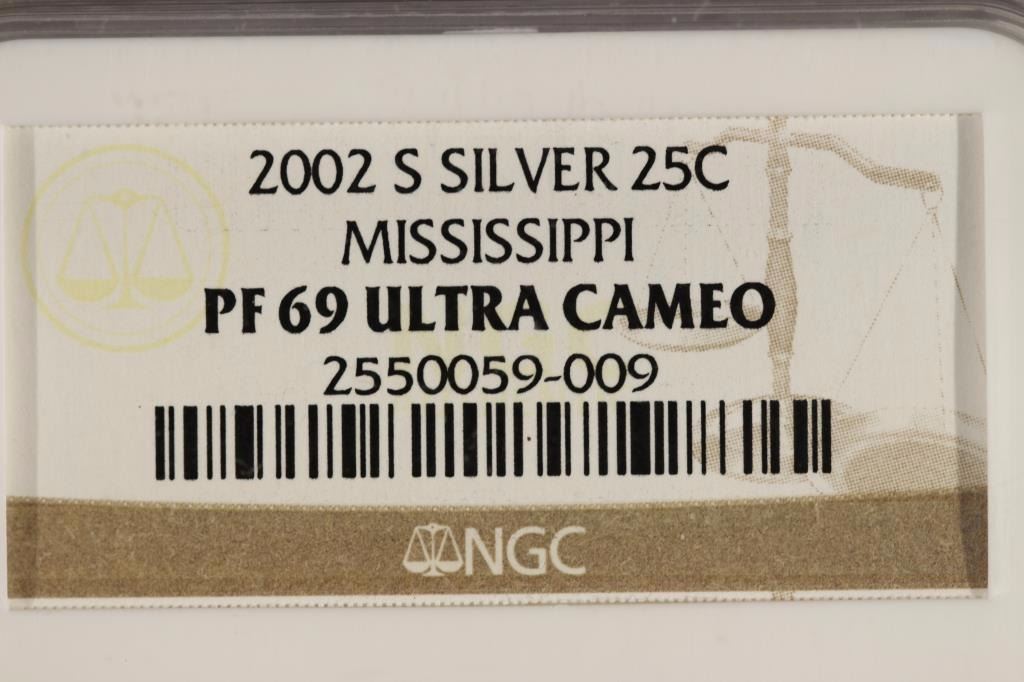 2002 S SILVER 25C
MISSISSIPPI
PF 69 ULTRA CAMEO
2550059-009
NGC